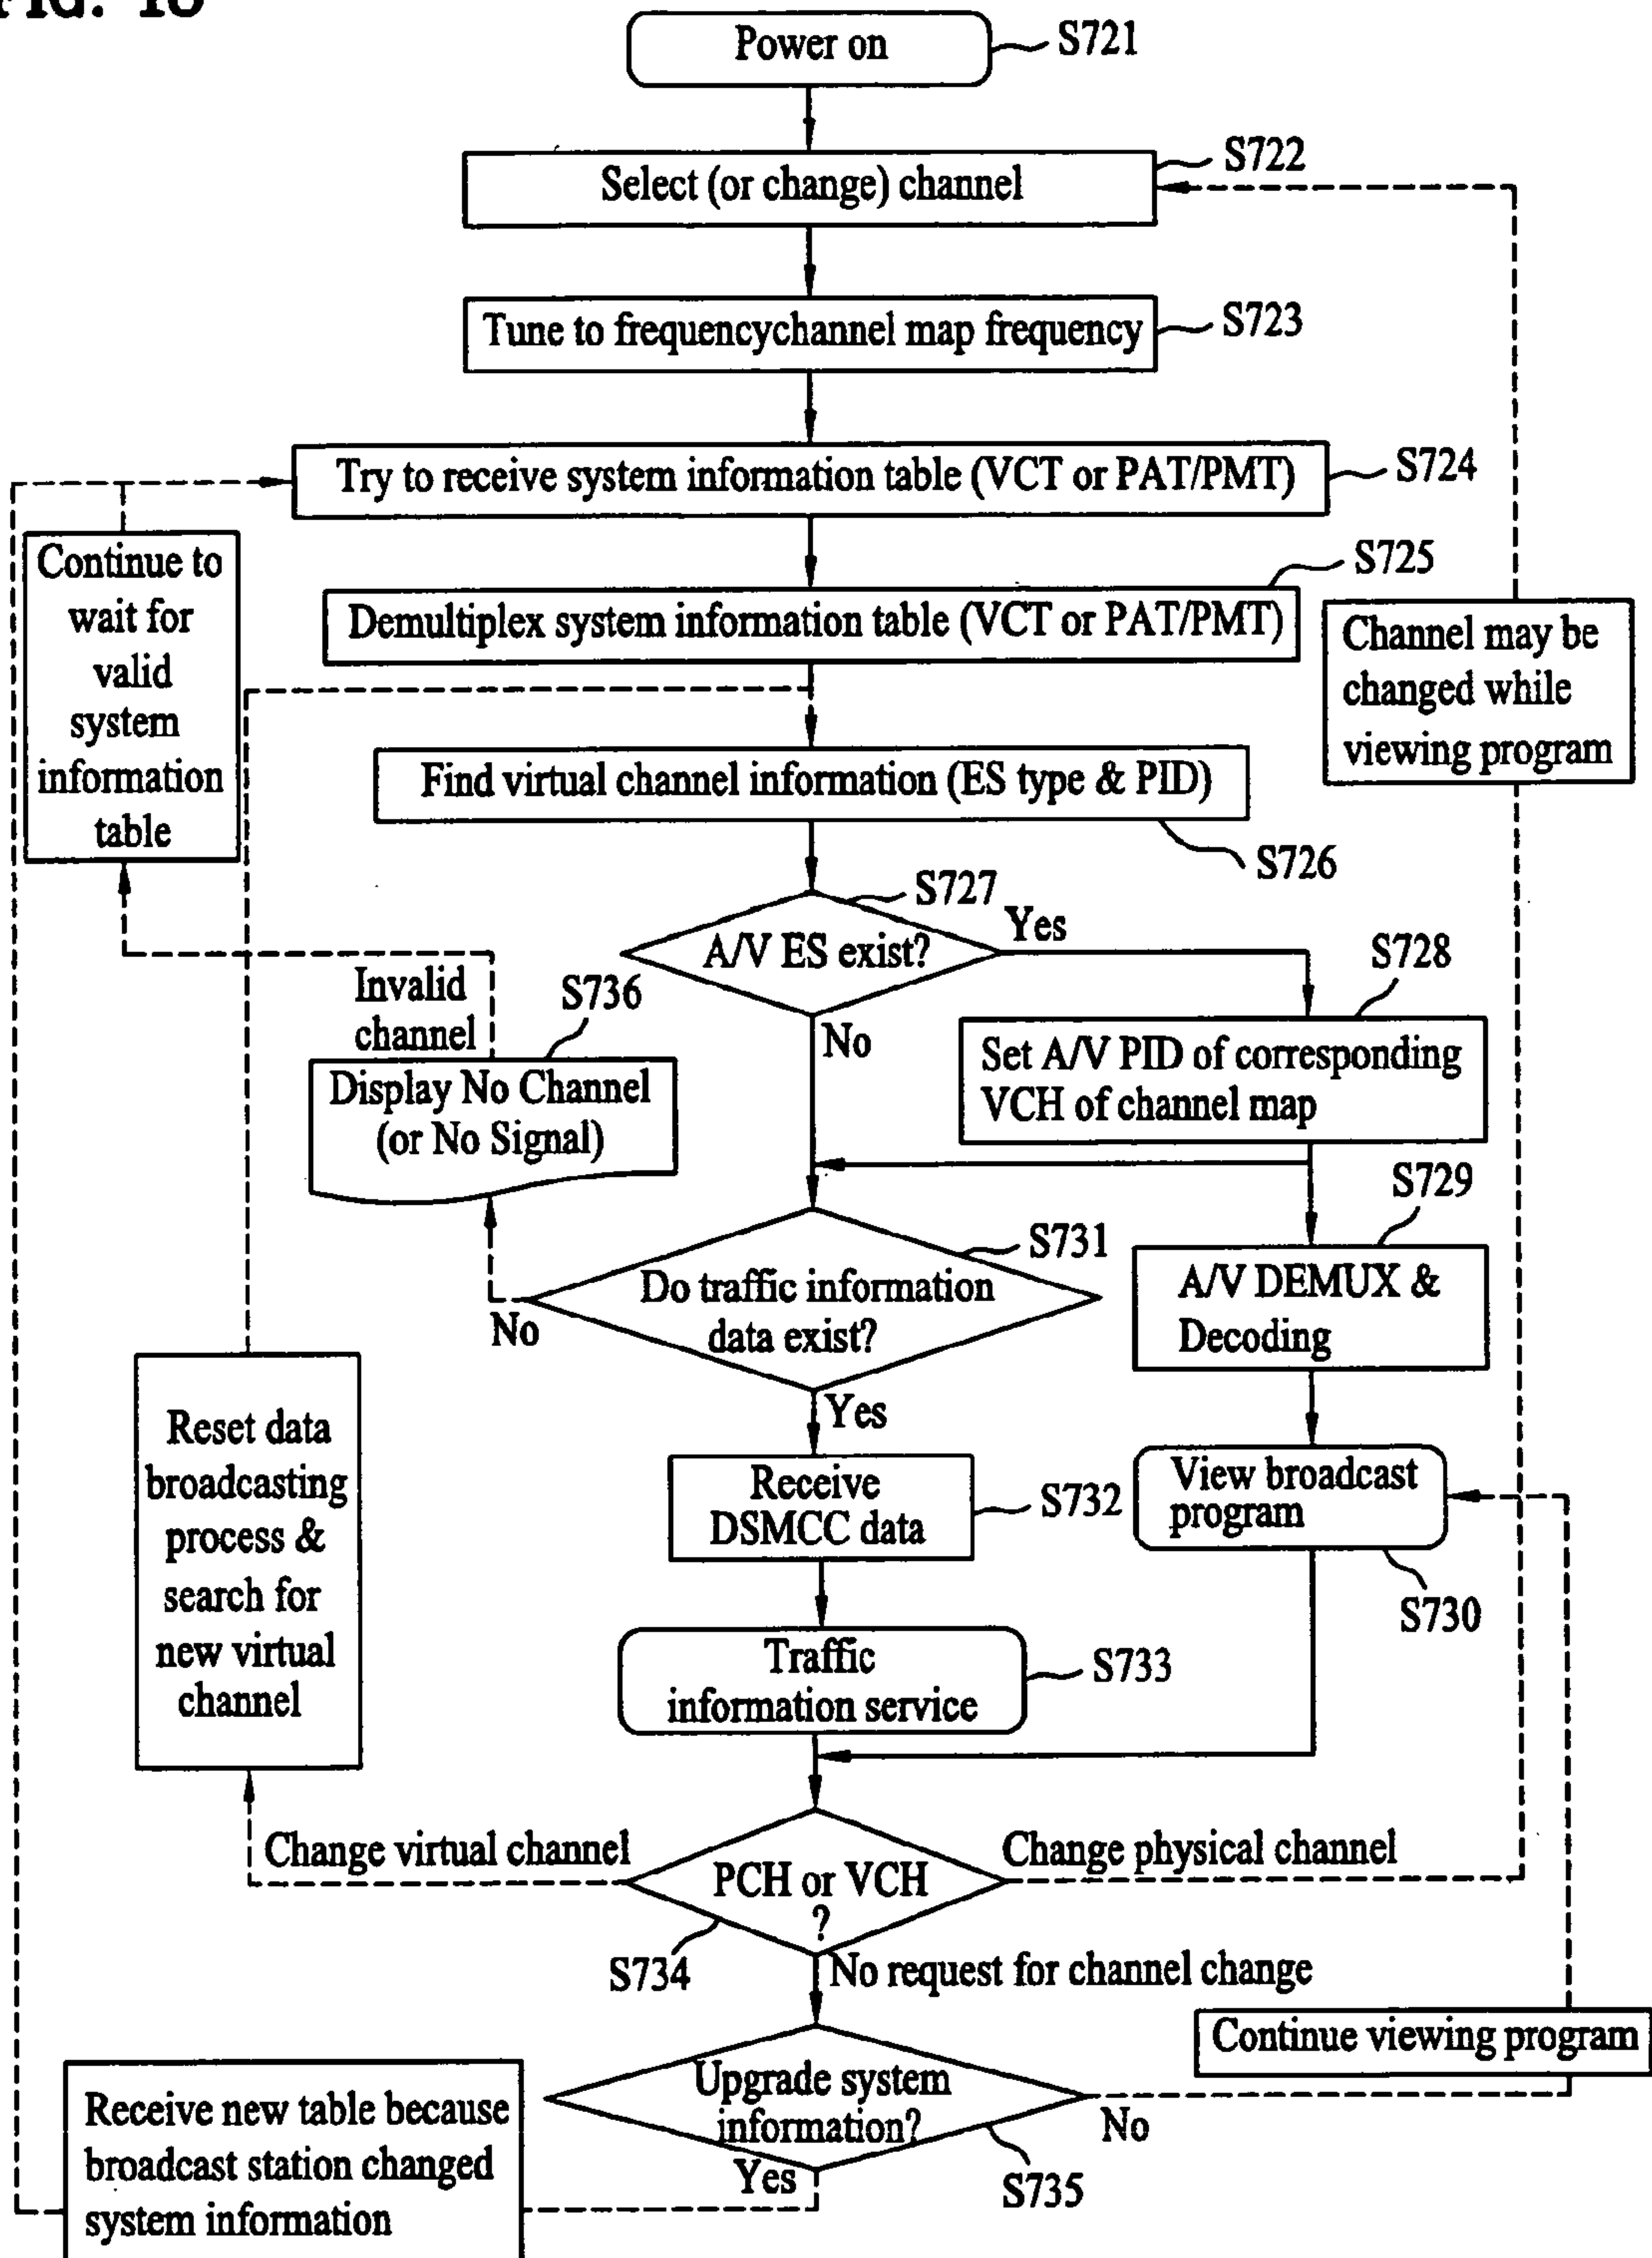 FIG. 18
Power on
S721
Select (or change) channel
S722
Tune to frequencychannel map frequency
S723
Try to receive system information table (VCT or PAT/PMT)
S724
Continue to
wait for
valid
system
information
table
Demultiplex system information table (VCT or PAT/PMT)
S725
Channel may be
changed while
viewing program
Find virtual channel information (ES type & PID)
S726
A/V ES exist?
S727
Yes
No
Set A/V PID of corresponding
VCH of channel map
S728
Invalid
channel
S736
Display No Channel
(or No Signal)
Do traffic information
data exist?
S731
No
Yes
A/V DEMUX &
Decoding
S729
Reset data
broadcasting
process &
search for
new virtual
channel
Receive
DSMCC data
S732
View broadcast
program
S730
Traffic
information service
S733
Change virtual channel
PCH or VCH
?
Change physical channel
S734
No request for channel change
Continue viewing program
Upgrade system
information?
No
Yes
S735
Receive new table because
broadcast station changed
system information